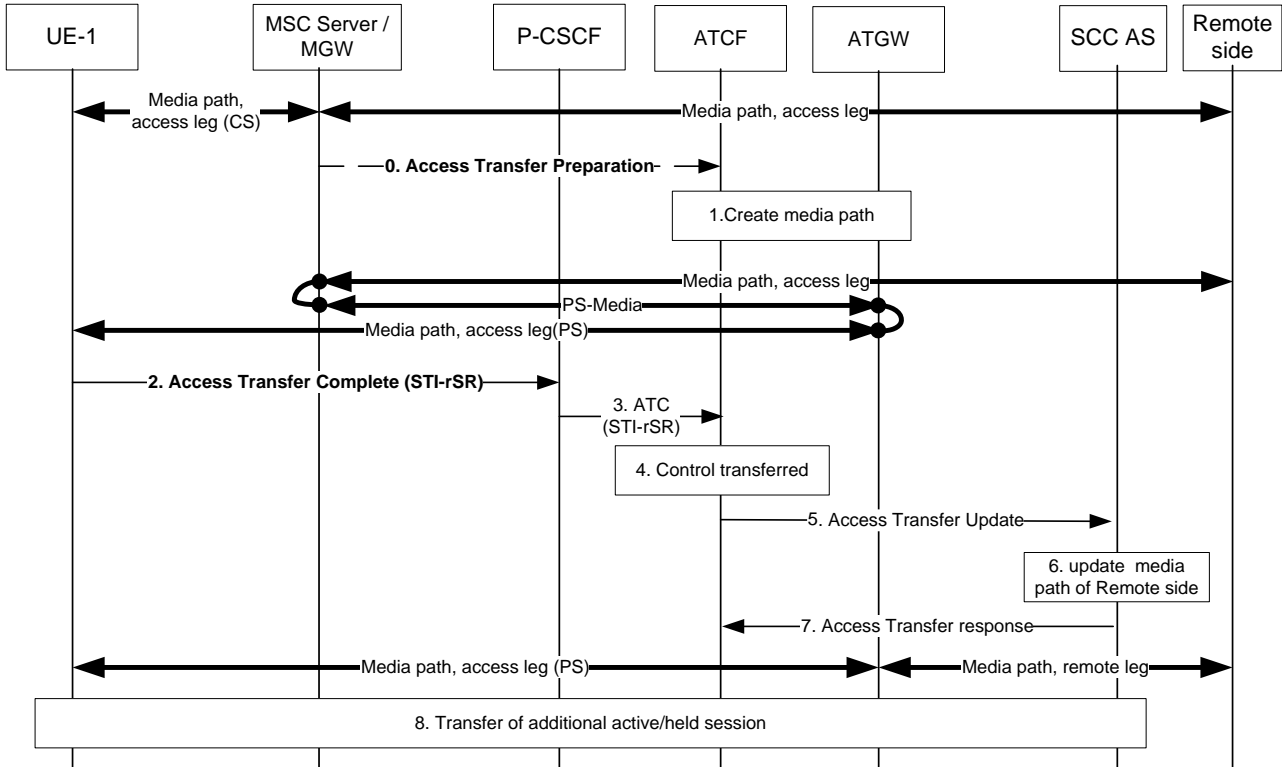 UE-1
MSC Server /
MGW
P-CSCF
ATCF
ATGW
SCC AS
Remote
side
Media path,
access leg (CS)
Media path, access leg
0. Access Transfer Preparation
1.Create media path
Media path, access leg
PS-Media
Media path, access leg(PS)
2. Access Transfer Complete (STI-rSR)
3. ATC
(STI-rSR)
4. Control transferred
5. Access Transfer Update
6. update media
path of Remote side
7. Access Transfer response
Media path, access leg (PS)
Media path, remote leg
8. Transfer of additional active/held session